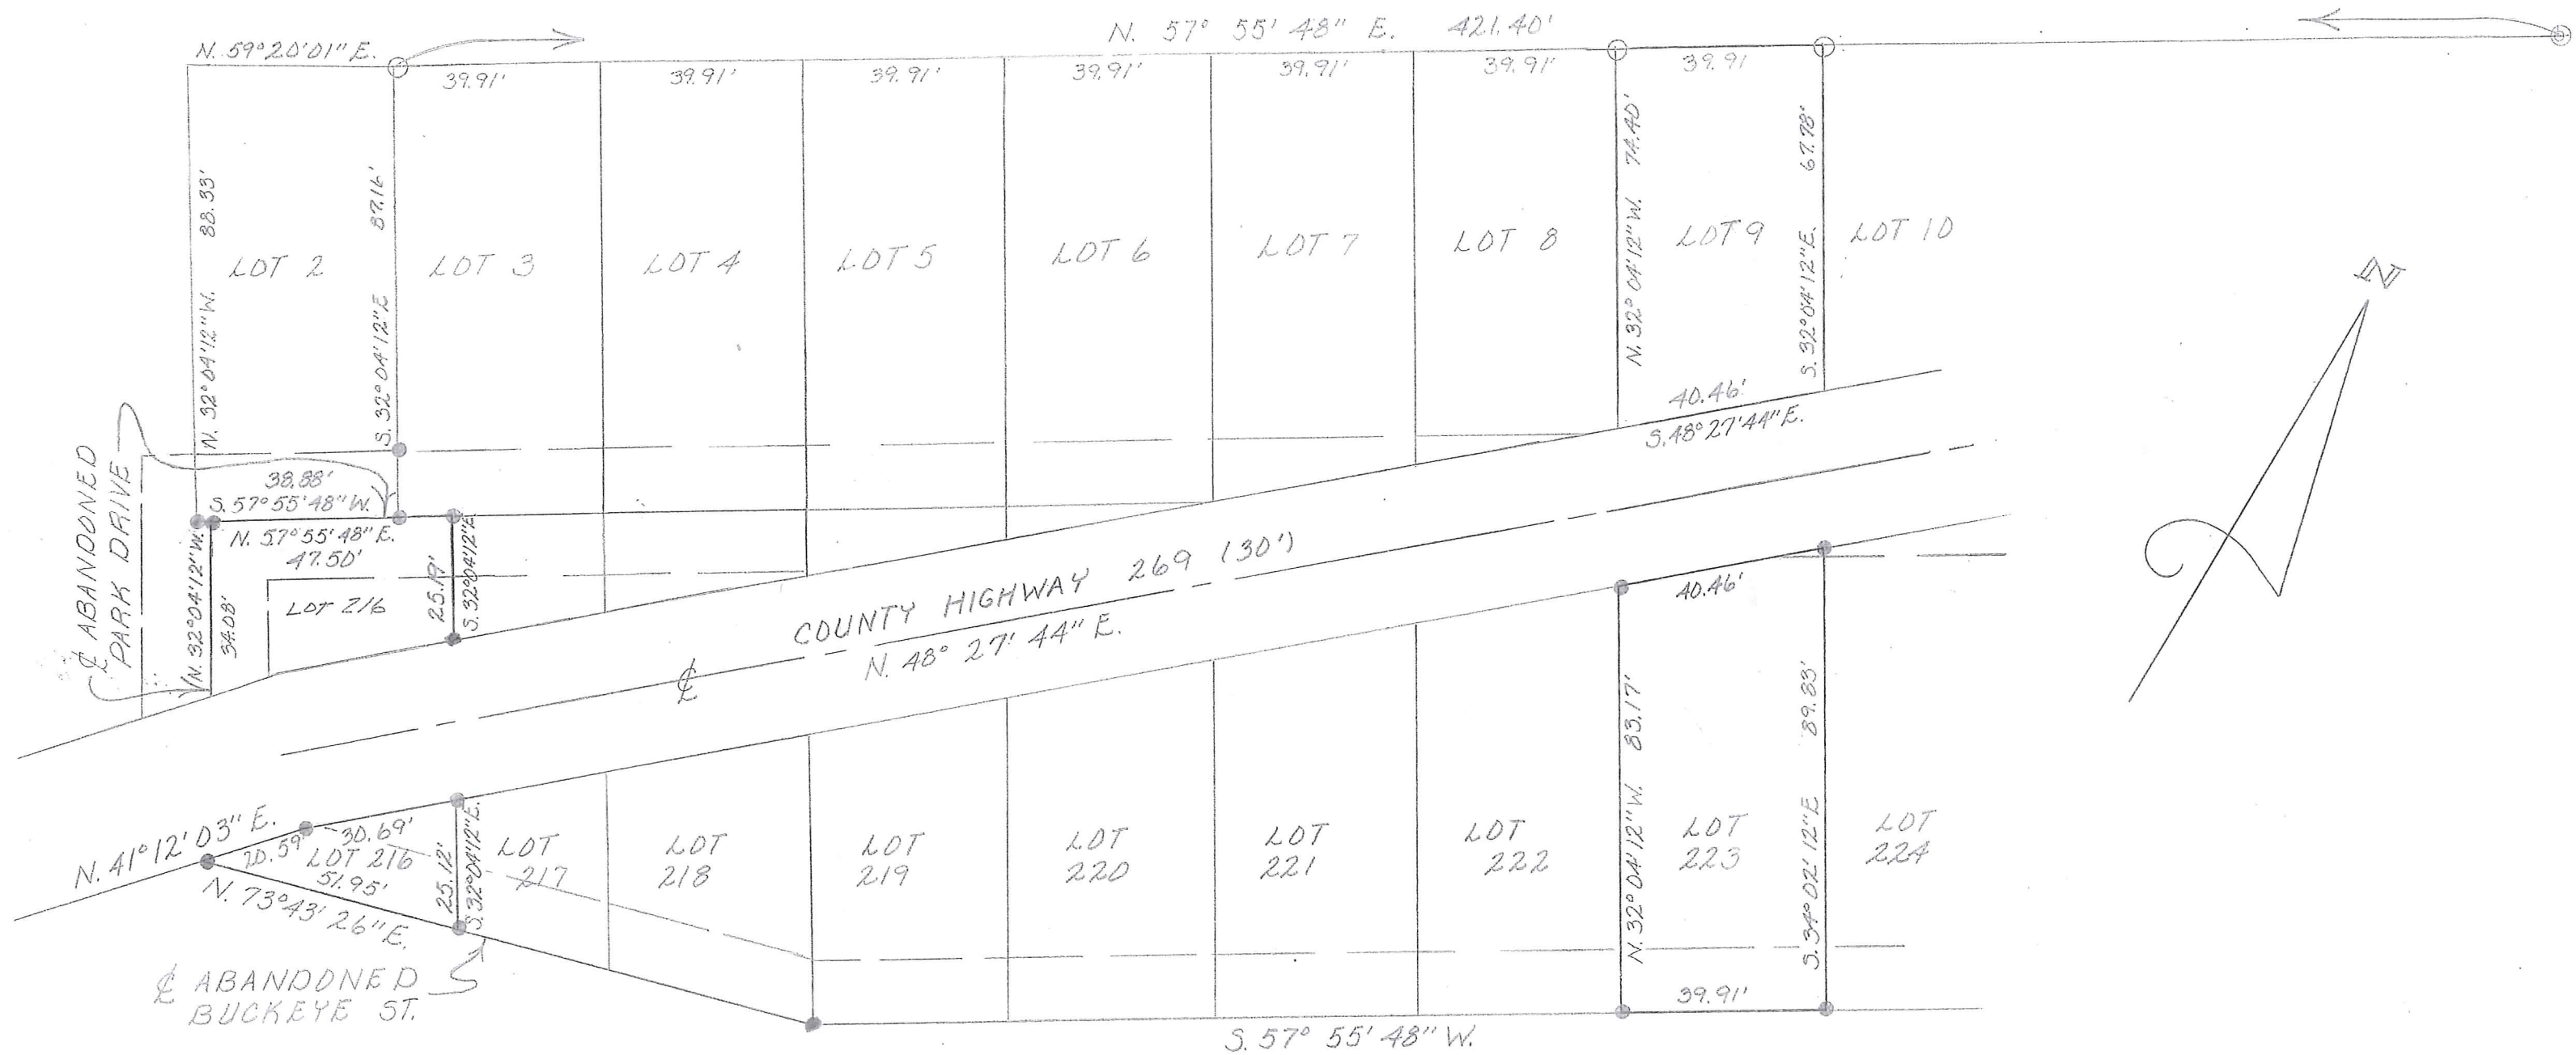 N. 57° 55' 48" E. 421.40'
N. 59°20'01" E.
39.91'
39.91'
39.91'
39.91'
39.91'
39.91'
39.91
N. 32°04'12" W. 88.33'
S. 32°04'12" E 87.16'
N. 32°04'12" W. 74.40'
S. 32°04'12" E. 67.78'
LOT 2
LOT 3
LOT 4
LOT 5
LOT 6
LOT 7
LOT 8
LOT 9
LOT 10
N
40.46'
S. 48°27'44" E.
℄ ABANDONED
PARK DRIVE
38.88'
S. 57°55'48" W.
N. 57°55'48" E.
47.50'
N. 32°04'12" W.
34.08'
LOT 216
25.19'
S. 32°04'12" E.
COUNTY HIGHWAY 269 (30')
℄
N. 48° 27' 44" E.
40.46'
N. 41°12'03" E.
20.59'
30.69'
LOT 216
51.95'
N. 73°43'26" E.
25.12'
S. 32°04'12" E.
LOT
217
LOT
218
LOT
219
LOT
220
LOT
221
LOT
222
N. 32°04'12" W. 83.17'
LOT
223
S. 34°02'12" E 89.83'
LOT
224
℄ ABANDONED
BUCKEYE ST.
39.91'
S. 57° 55' 48" W.